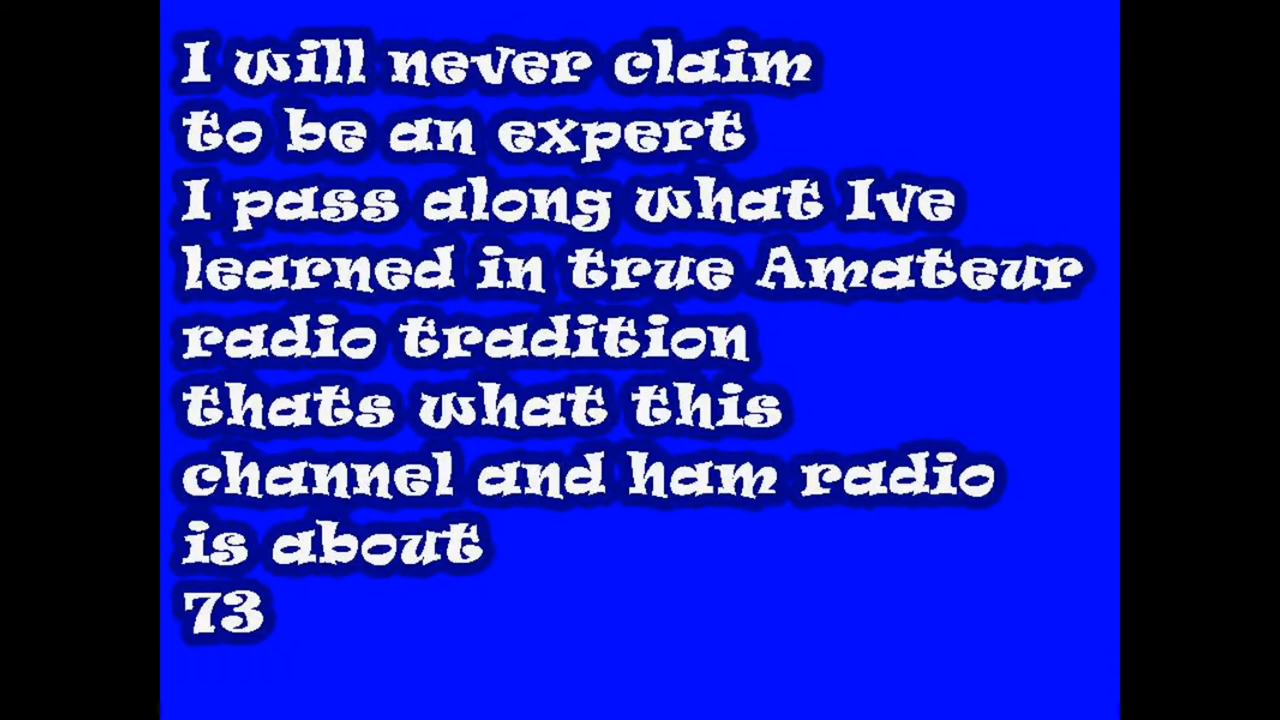 I will never claim
to be an expert
I pass along what Ive
learned in true Amateur
radio tradition
thats what this
channel and ham radio
is about
73